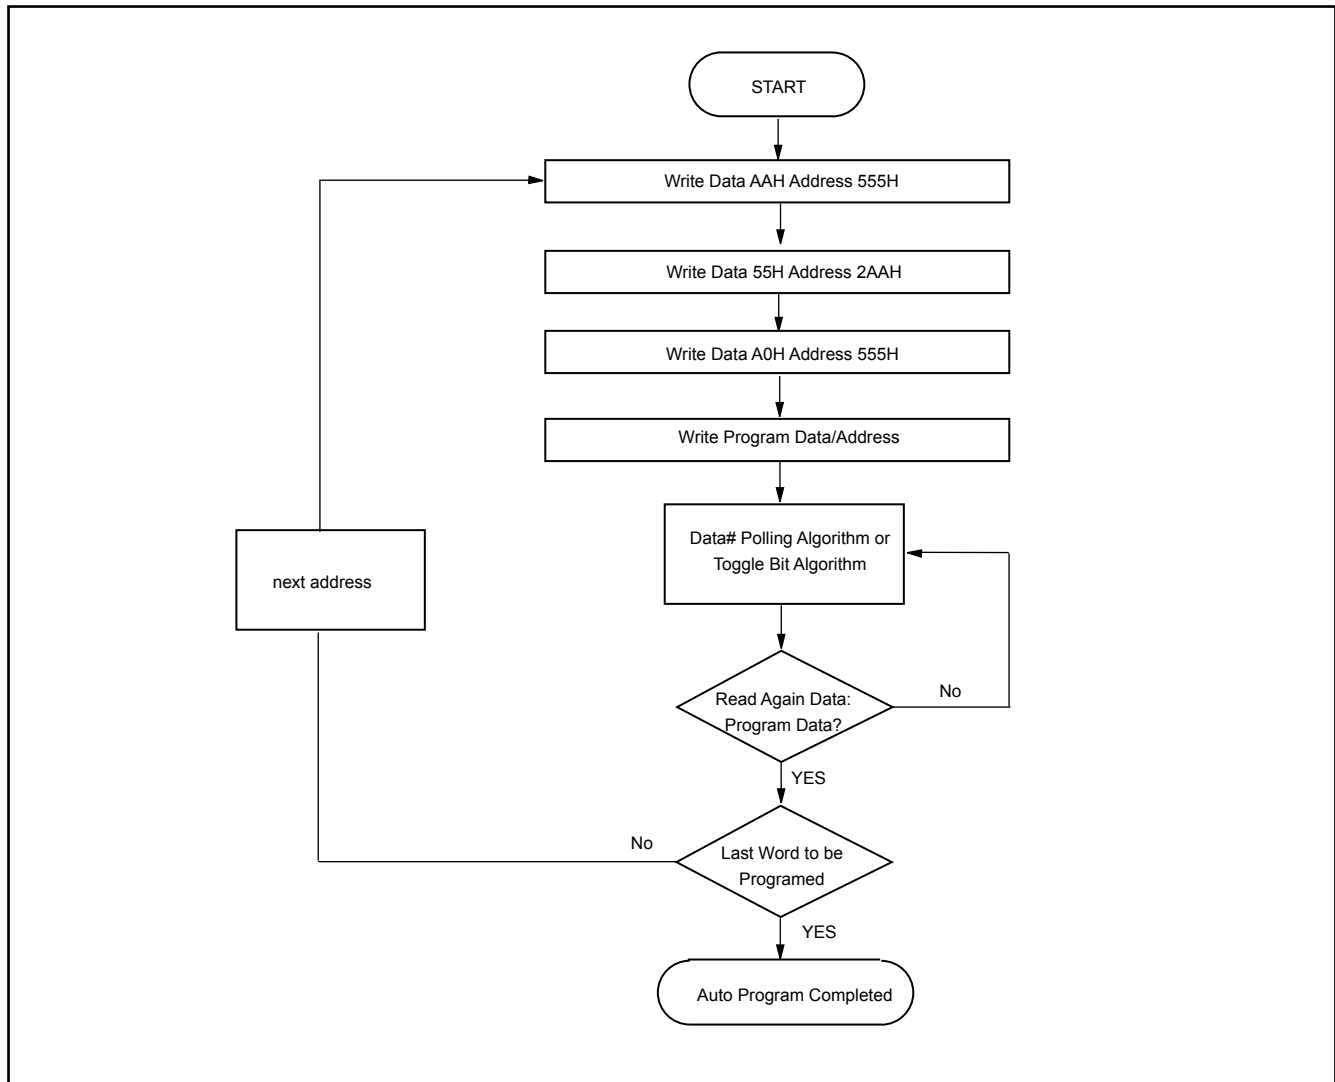 START
Write Data AAH Address 555H
Write Data 55H Address 2AAH
Write Data A0H Address 555H
Write Program Data/Address
Data# Polling Algorithm or
Toggle Bit Algorithm
next address
Read Again Data:
Program Data?
No
YES
No
Last Word to be
Programed
YES
Auto Program Completed